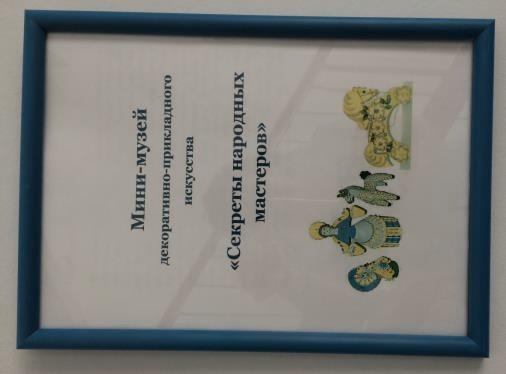 Мини-музей
декоративно-прикладного
искусства
«Секреты народных
мастеров»